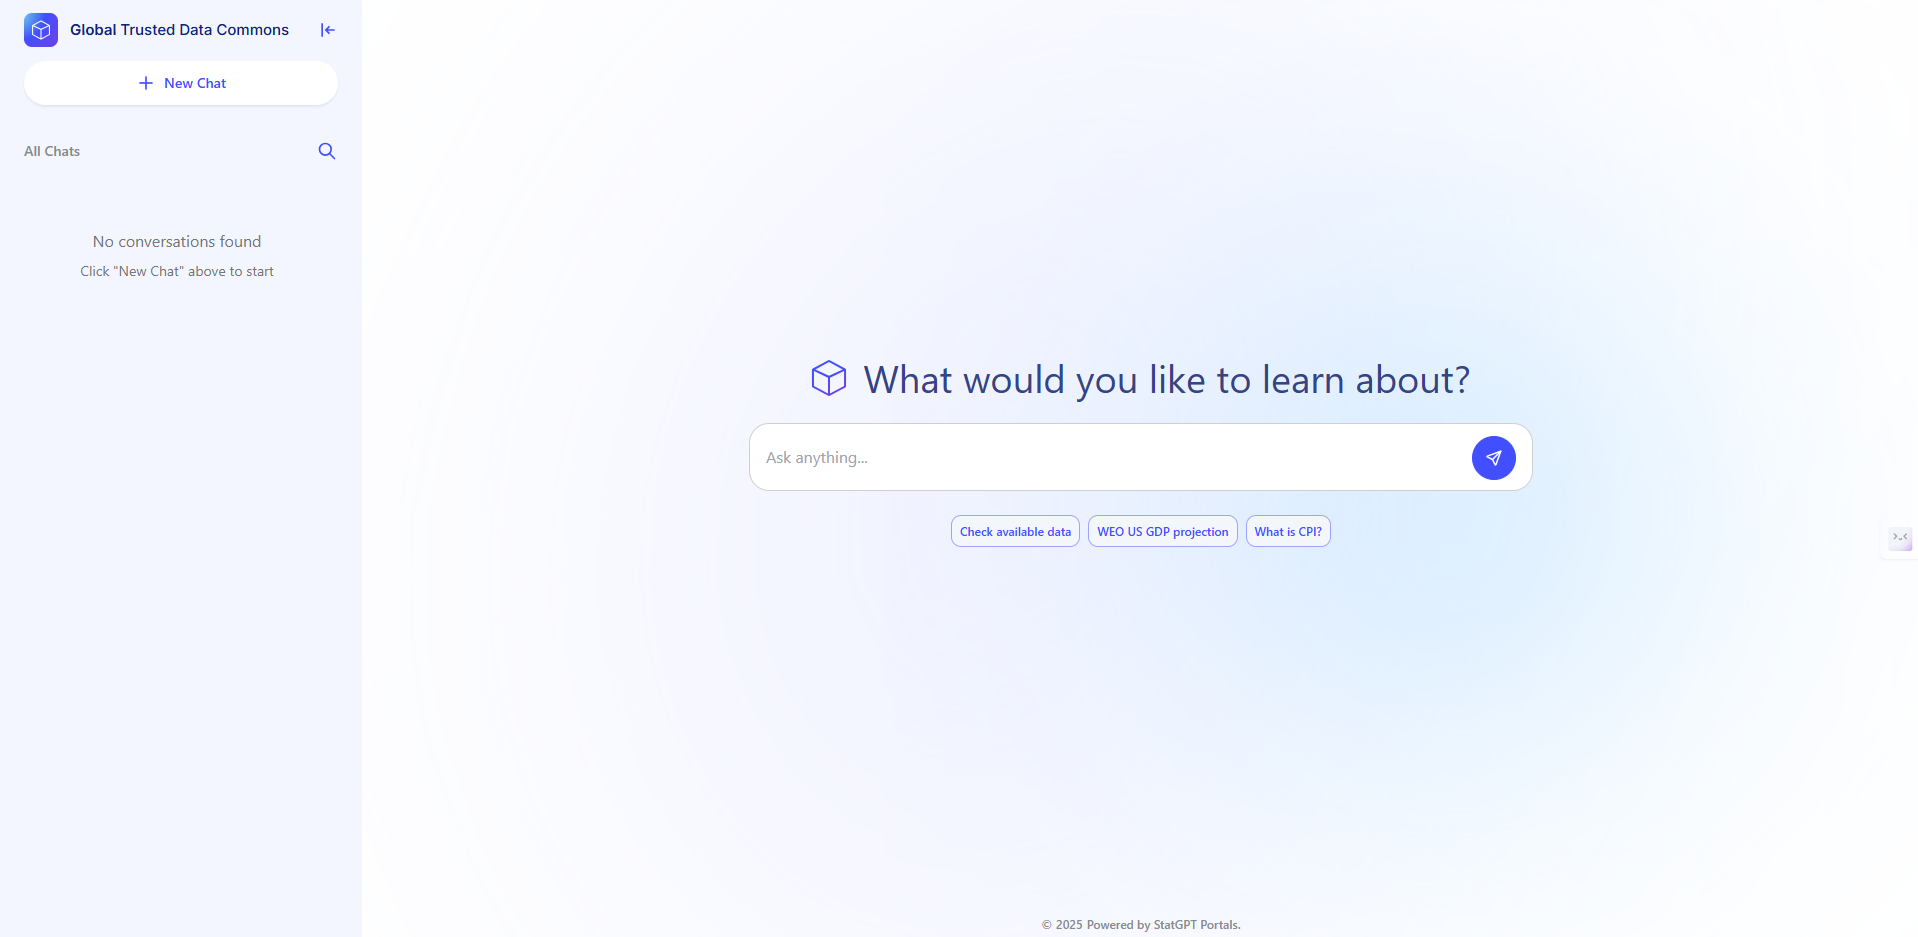 Global Trusted Data Commons
New Chat
All Chats
No conversations found
Click "New Chat" above to start
What would you like to learn about?
Ask anything...
Check available data
WEO US GDP projection
What is CPI?
© 2025 Powered by StatGPT Portals.